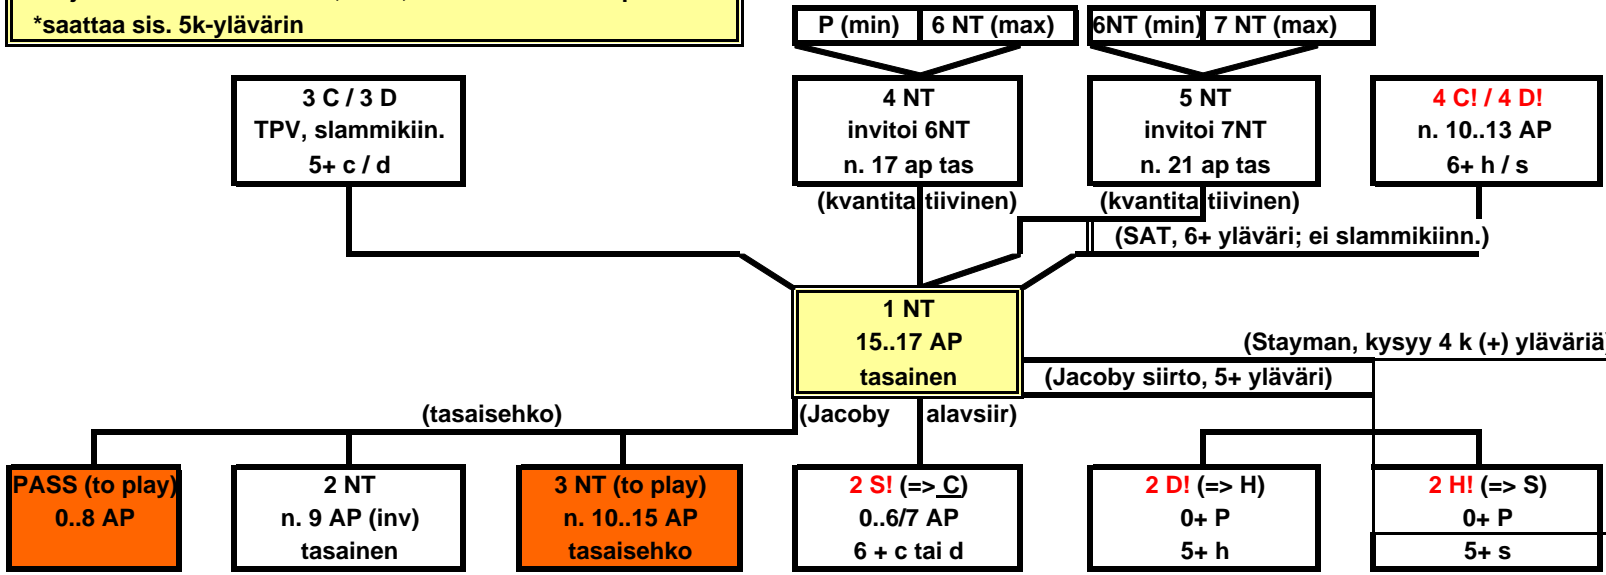 *saattaa sis. 5k-ylävärin
P (min) 6 NT (max) 6NT (min) 7 NT (max)
3 C / 3 D
TPV, slammikiin.
5+ c / d
4 NT
invitoi 6NT
n. 17 ap tas
(kvantitatiivinen)
5 NT
invitoi 7NT
n. 21 ap tas
(kvantitatiivinen)
4 C! / 4 D!
n. 10..13 AP
6+ h / s
(SAT, 6+ yläväri; ei slammikiinn.)
1 NT
15..17 AP
tasainen
(Stayman, kysyy 4 k (+) yläväriä)
(Jacoby siirto, 5+ yläväri)
(tasaisehko)
(Jacoby alavsiir)
PASS (to play)
0..8 AP
2 NT
n. 9 AP (inv)
tasainen
3 NT (to play)
n. 10..15 AP
tasaisehko
2 S! (=> C)
0..6/7 AP
6 + c tai d
2 D! (=> H)
0+ P
5+ h
2 H! (=> S)
0+ P
5+ s